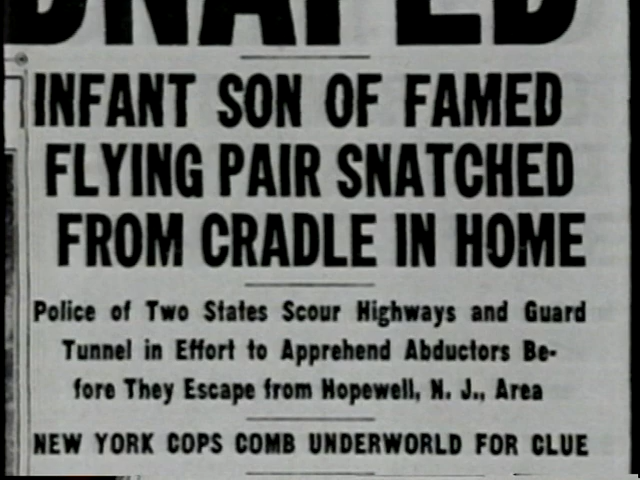 DNAPED
INFANT SON OF FAMED
FLYING PAIR SNATCHED
FROM CRADLE IN HOME
Police of Two States Scour Highways and Guard
Tunnel in Effort to Apprehend Abductors Be-
fore They Escape from Hopewell, N. J., Area
NEW YORK COPS COMB UNDERWORLD FOR CLUE